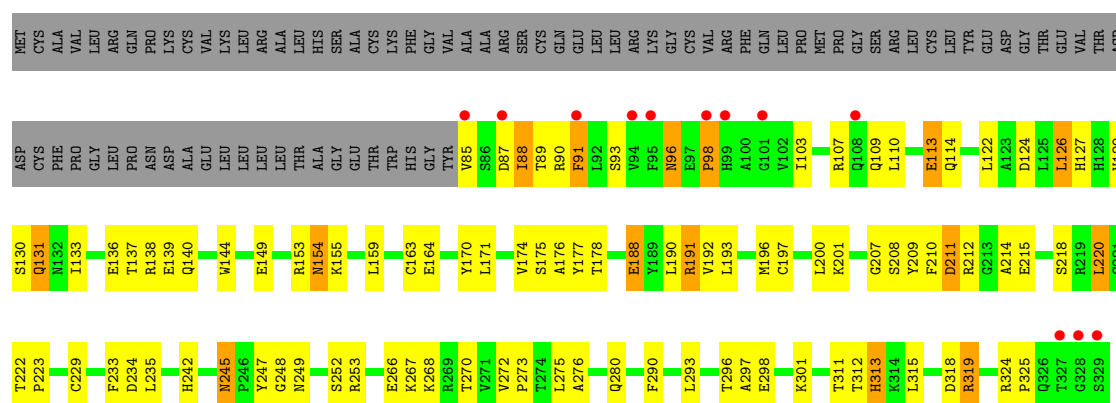 MET CYS ALA VAL LEU ARG GLN PRO LYS CYS VAL LYS LEU ARG ALA LEU HIS SER ALA CYS LYS PHE GLY VAL ALA ALA ARG SER CYS GLN GLU LEU LEU ARG LYS GLY CYS VAL ARG PHE GLN LEU PRO MET PRO GLY SER ARG LEU CYS LEU TYR GLU ASP GLY THR GLU VAL THR
ASP CYS PHE PRO GLY LEU PRO ASN ASP ALA GLU LEU LEU LEU LEU THR ALA GLY GLU THR TRP HIS GLY TYR V85 S86 D87 I88 T89 R90 F91 L92 S93 V94 F95 N96 E97 P98 H99 A100 G101 V102 I103 R107 Q108 Q109 L110 E113 Q114 L122 A123 D124 L125 L126 H127 H128
S130 Q131 N132 I133 E136 T137 R138 E139 Q140 W144 E149 R153 N154 K155 L159 C163 E164 Y170 L171 V174 S175 A176 Y177 T178 E188 Y189 L190 R191 V192 L193 M196 C197 L200 K201 G207 S208 Y209 F210 D211 R212 G213 A214 E215 S218 R219 L220
T222 P223 C229 F233 D234 L235 H242 N245 P246 Y247 G248 N249 S252 R253 E266 K267 K268 R269 T270 V271 V272 P273 T274 L275 A276 Q280 F290 L293 T296 A297 E298 K301 T311 T312 H313 K314 L315 D318 R319 R324 P325 Q326 T327 G328 S329